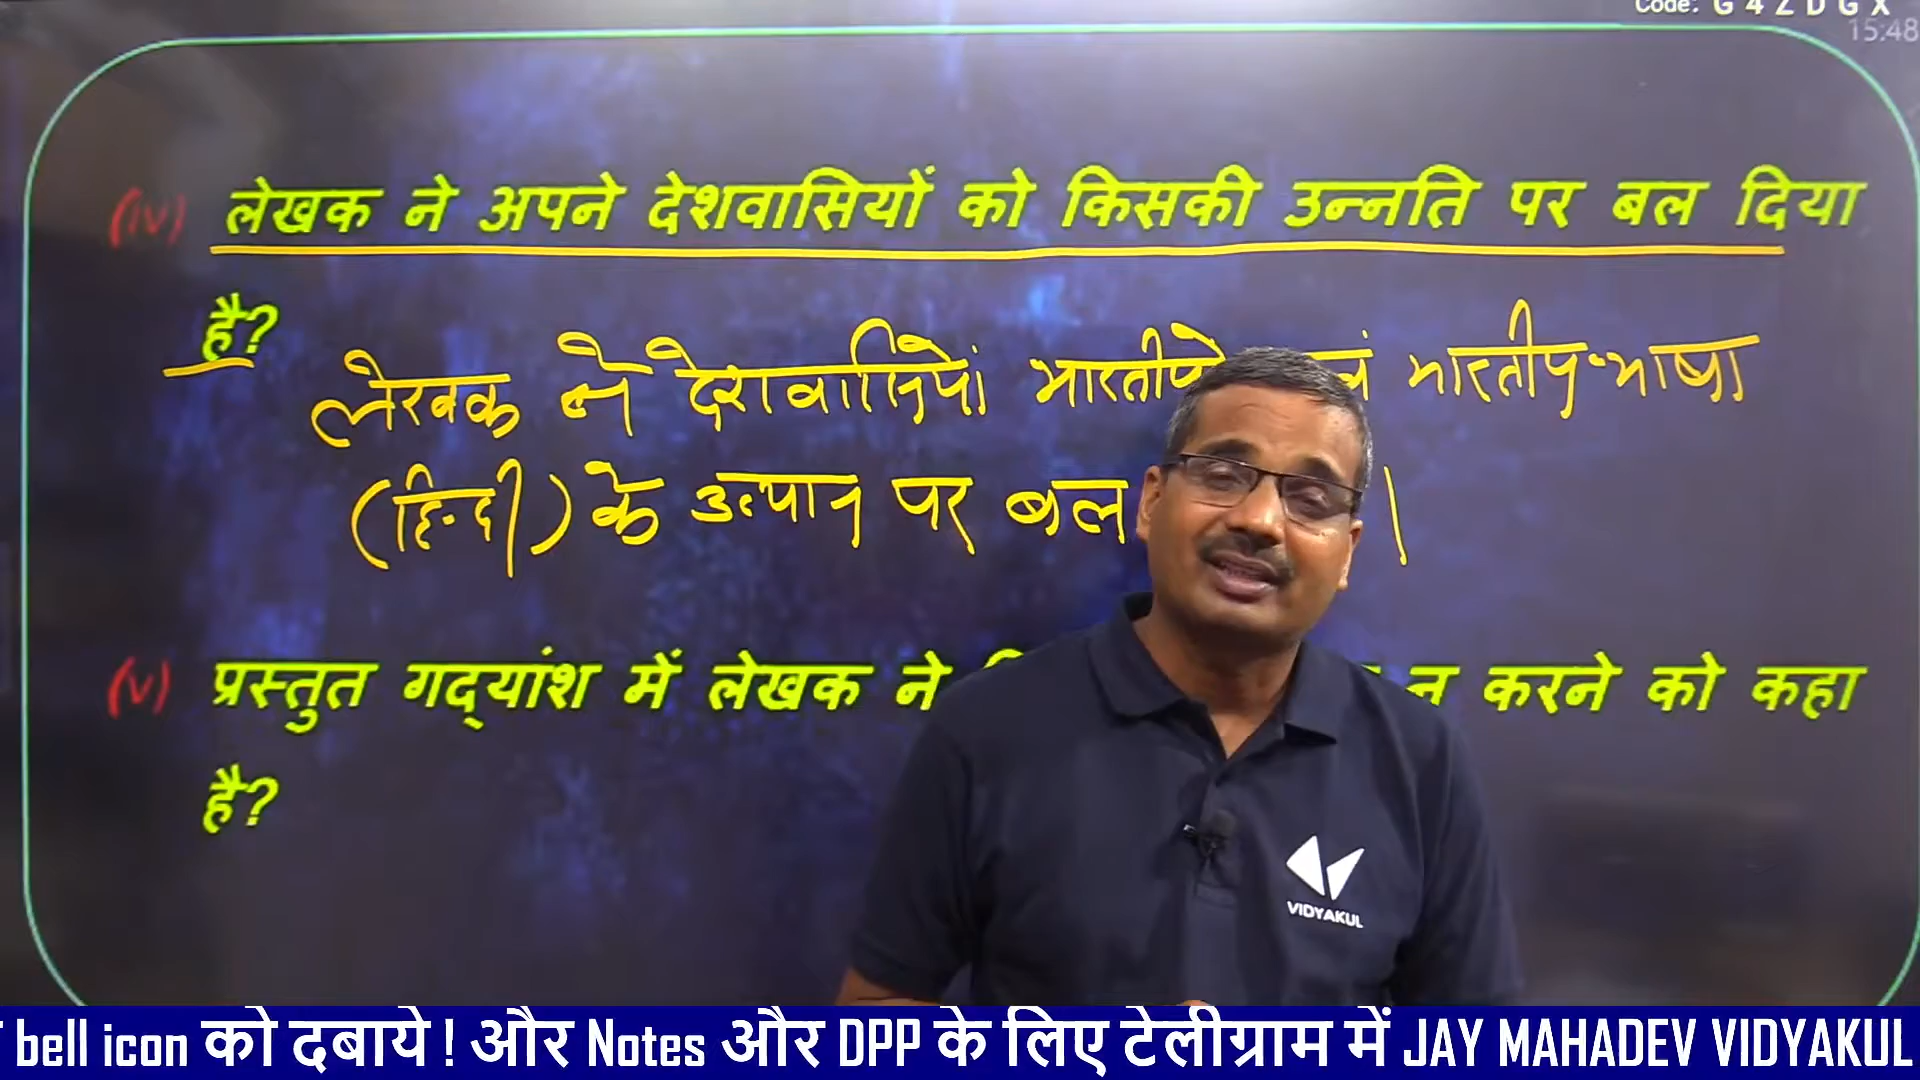 Code: G 4 Z D G X
15:48
(iv) लेखक ने अपने देशवासियों को किसकी उन्नति पर बल दिया
है?
लेखक ने देशवासियों भारतीयों भारतीय-भाषा
(हिन्दी) के उत्थान पर बल ।
(v) प्रस्तुत गद्यांश में लेखक ने न करने को कहा
है?
VIDYAKUL
bell icon को दबाये ! और Notes और DPP के लिए टेलीग्राम में JAY MAHADEV VIDYAKUL